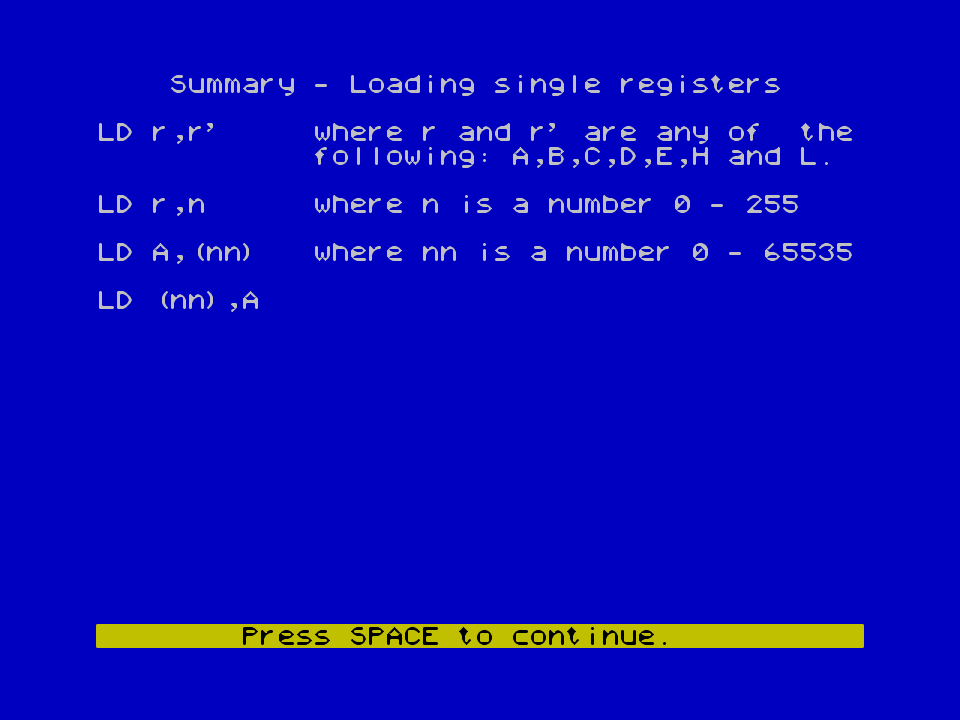 Summary - Loading single registers
LD r,r' where r and r' are any of the
following: A,B,C,D,E,H and L.
LD r,n where n is a number 0 - 255
LD A,(nn) where nn is a number 0 - 65535
LD (nn),A
Press SPACE to continue.